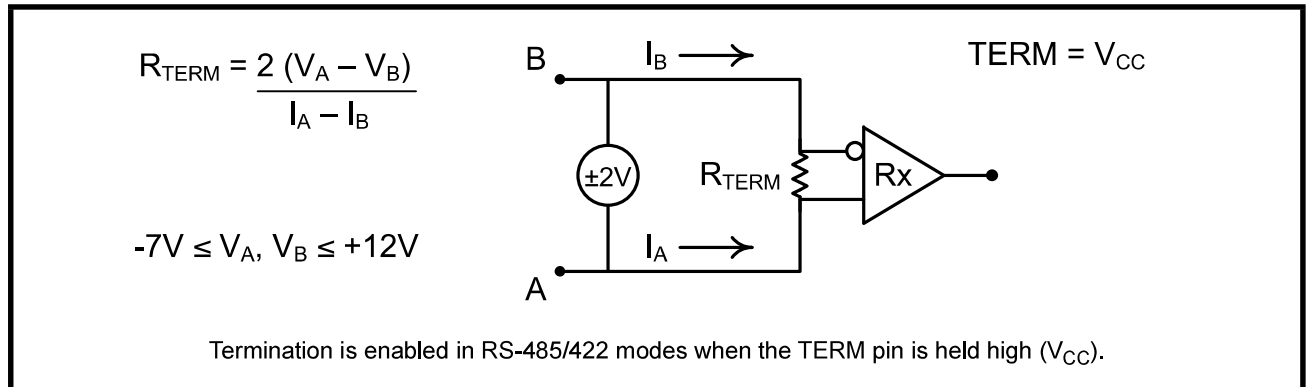 R_TERM = 2 (V_A – V_B)
I_A – I_B
-7V ≤ V_A, V_B ≤ +12V
B
I_B
TERM = V_CC
±2V
R_TERM
Rx
I_A
A
Termination is enabled in RS-485/422 modes when the TERM pin is held high (V_CC).